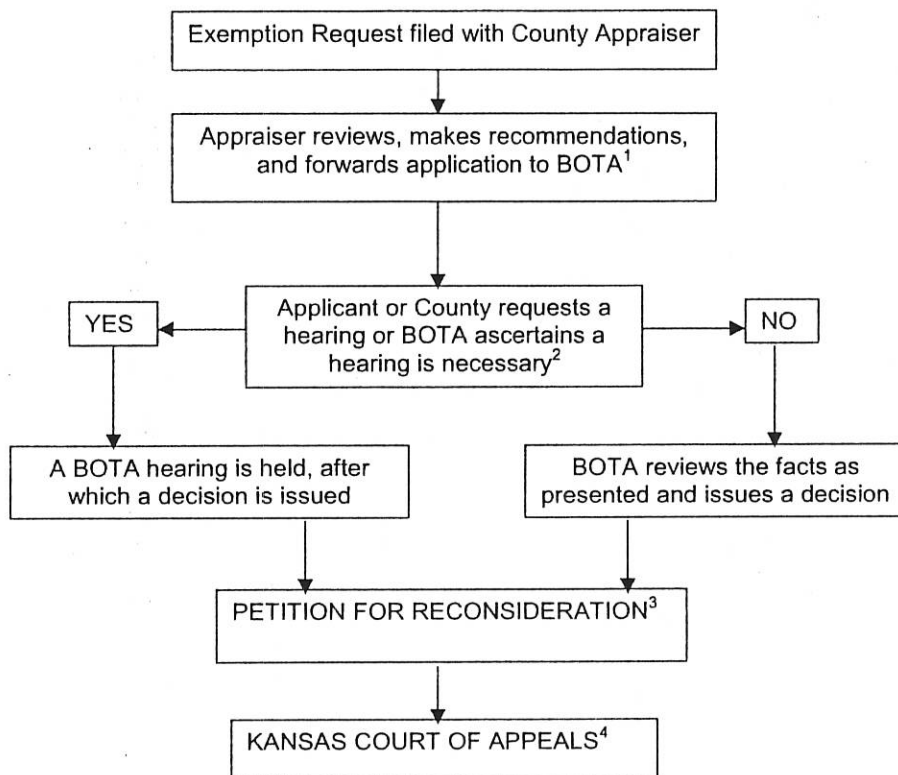 Exemption Request filed with County Appraiser
Appraiser reviews, makes recommendations,
and forwards application to BOTA¹
Applicant or County requests a
hearing or BOTA ascertains a
hearing is necessary²
YES
NO
A BOTA hearing is held, after
which a decision is issued
BOTA reviews the facts as
presented and issues a decision
PETITION FOR RECONSIDERATION³
KANSAS COURT OF APPEALS⁴